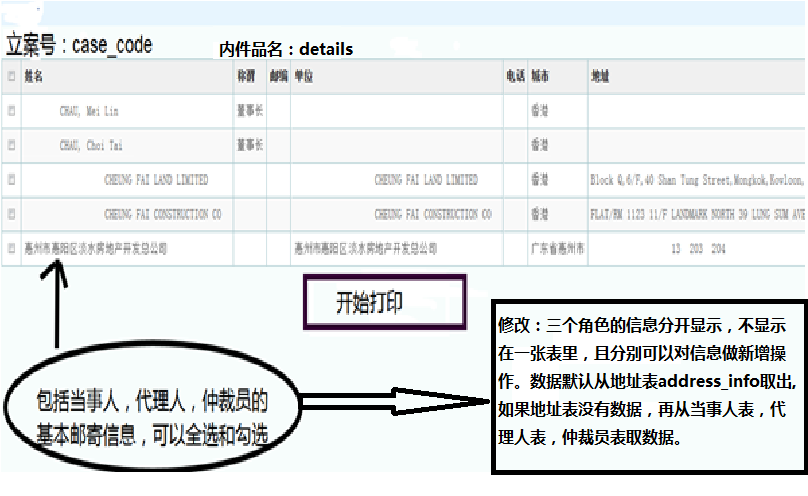 立案号：case_code 内件品名：details
姓名 称谓 邮编 单位 电话 城市 地址
CHAU, Mei Lin 董事长 香港
CHAU, Choi Tai 董事长 香港
CHEUNG FAI LAND LIMITED CHEUNG FAI LAND LIMITED 香港 Block Q,6/F,40 Shan Tung Street,Mongkok,Kowloon,
CHEUNG FAI CONSTRUCTION CO CHEUNG FAI CONSTRUCTION CO 香港 FLAT/RM 1123 11/F LANDMARK NORTH 39 LUNG SUM AVE
惠州市惠阳区淡水房地产开发总公司 惠州市惠阳区淡水房地产开发总公司 广东省惠州市 13 203 204
开始打印
包括当事人，代理人，仲裁员的
基本邮寄信息，可以全选和勾选
修改：三个角色的信息分开显示，不显示
在一张表里，且分别可以对信息做新增操
作。数据默认从地址表address_info取出,
如果地址表没有数据，再从当事人表，代
理人表，仲裁员表取数据。